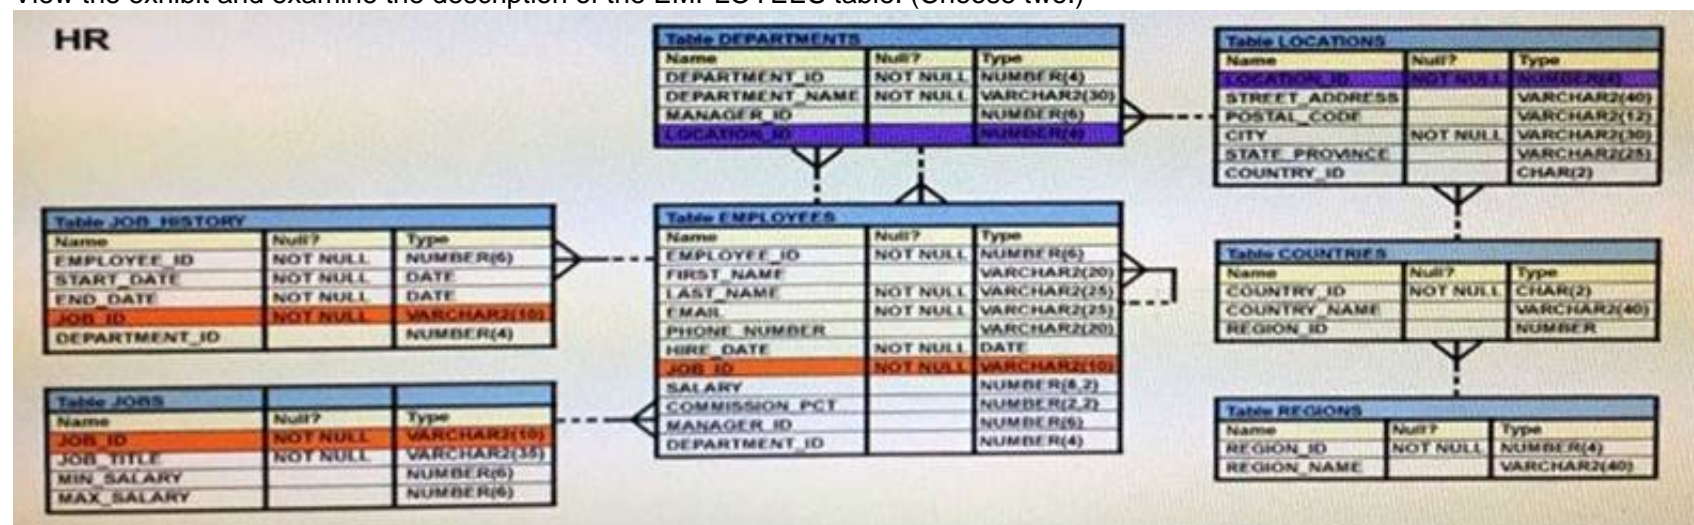 View the exhibit and examine the description of the EMPLOYEES table. (Choose two.)
HR
Table DEPARTMENTS
Name Null? Type
DEPARTMENT_ID NOT NULL NUMBER(4)
DEPARTMENT_NAME NOT NULL VARCHAR2(30)
MANAGER_ID NUMBER(6)
LOCATION_ID NUMBER(4)
Table LOCATIONS
Name Null? Type
LOCATION_ID NOT NULL NUMBER(4)
STREET_ADDRESS VARCHAR2(40)
POSTAL_CODE VARCHAR2(12)
CITY NOT NULL VARCHAR2(30)
STATE_PROVINCE VARCHAR2(25)
COUNTRY_ID CHAR(2)
Table JOB_HISTORY
Name Null? Type
EMPLOYEE_ID NOT NULL NUMBER(6)
START_DATE NOT NULL DATE
END_DATE NOT NULL DATE
JOB_ID NOT NULL VARCHAR2(10)
DEPARTMENT_ID NUMBER(4)
Table EMPLOYEES
Name Null? Type
EMPLOYEE_ID NOT NULL NUMBER(6)
FIRST_NAME VARCHAR2(20)
LAST_NAME NOT NULL VARCHAR2(25)
EMAIL NOT NULL VARCHAR2(25)
PHONE_NUMBER VARCHAR2(20)
HIRE_DATE NOT NULL DATE
JOB_ID NOT NULL VARCHAR2(10)
SALARY NUMBER(8,2)
COMMISSION_PCT NUMBER(2,2)
MANAGER_ID NUMBER(6)
DEPARTMENT_ID NUMBER(4)
Table COUNTRIES
Name Null? Type
COUNTRY_ID NOT NULL CHAR(2)
COUNTRY_NAME VARCHAR2(40)
REGION_ID NUMBER
Table JOBS
Name Null? Type
JOB_ID NOT NULL VARCHAR2(10)
JOB_TITLE NOT NULL VARCHAR2(35)
MIN_SALARY NUMBER(6)
MAX_SALARY NUMBER(6)
Table REGIONS
Name Null? Type
REGION_ID NOT NULL NUMBER(4)
REGION_NAME VARCHAR2(40)